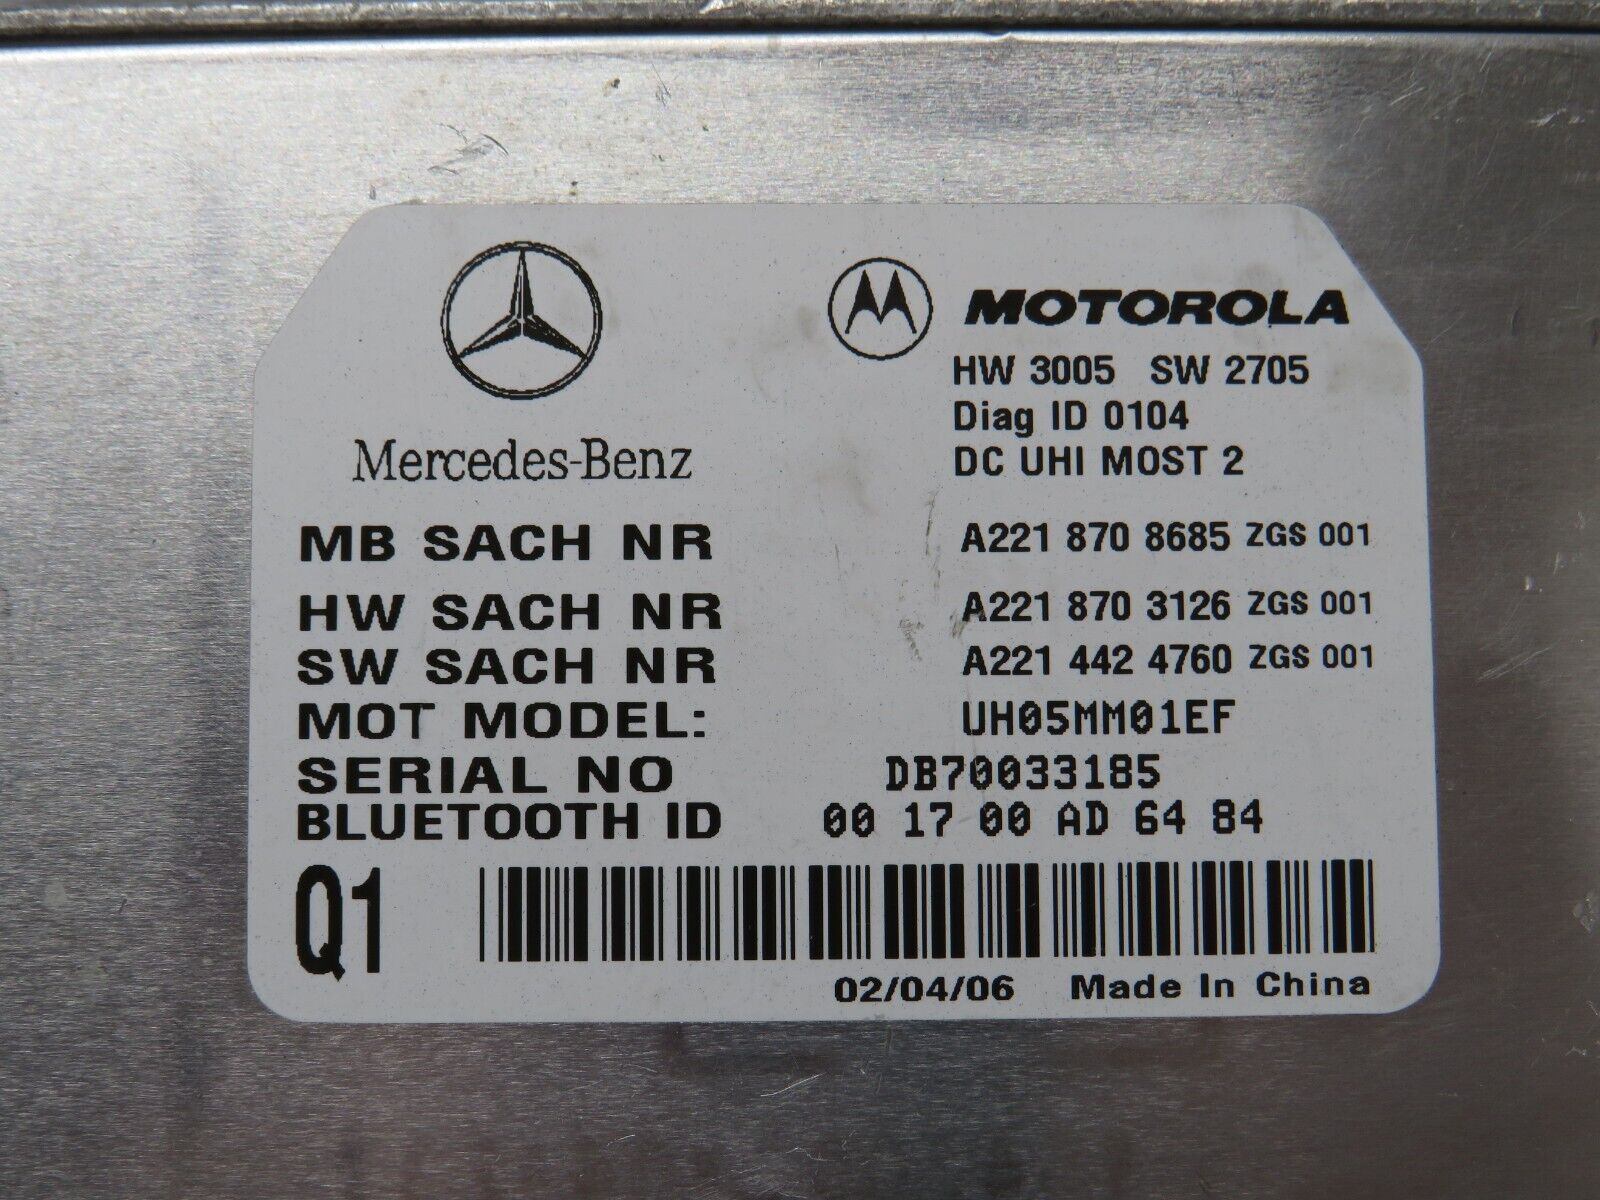 Mercedes-Benz
MOTOROLA
HW 3005 SW 2705
Diag ID 0104
DC UHI MOST 2
MB SACH NR A221 870 8685 ZGS 001
HW SACH NR A221 870 3126 ZGS 001
SW SACH NR A221 442 4760 ZGS 001
MOT MODEL: UH05MM01EF
SERIAL NO DB70033185
BLUETOOTH ID 00 17 00 AD 64 84
Q1
02/04/06 Made In China